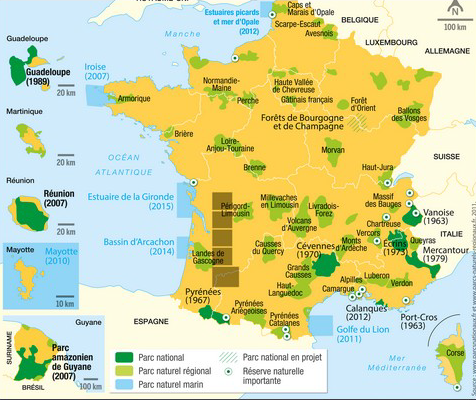 Estuaires picards
et mer d'Opale
(2012)
Caps et
Marais d'Opale
Scarpe-Escaut
Avesnois
BELGIQUE
LUXEMBOURG
ALLEMAGNE
N
100 km
Manche
Guadeloupe
Guadeloupe
(1989)
20 km
Iroise
(2007)
Armorique
Normandie-
Maine
Perche
Haute Vallée
de Chevreuse
Gâtinais français
Forêt
d'Orient
Ballons
des Vosges
Forêts de Bourgogne
et de Champagne
Martinique
20 km
Brière
Loire-
Anjou-Touraine
Brenne
Morvan
Haut-Jura
SUISSE
OCÉAN
ATLANTIQUE
Réunion
Réunion
(2007)
20 km
Estuaire de la Gironde
(2015)
Périgord-
Limousin
Millevaches
en Limousin
Livradois-
Forez
Volcans
d'Auvergne
Massif
des Bauges
Chartreuse
Vanoise
(1963)
ITALIE
Vercors
Écrins
(1973)
Queyras
Mercantour
(1979)
Bassin d'Arcachon
(2014)
Landes de
Gascogne
Causses
du Quercy
Cévennes
(1970)
Monts
d'Ardèche
Grands
Causses
Mayotte
Mayotte
(2010)
10 km
Haut-
Languedoc
Alpilles
Camargue
Luberon
Verdon
Pyrénées
(1967)
Pyrénées
Ariégeoises
Pyrénées
Catalanes
Calanques
(2012)
Port-Cros
(1963)
Golfe du Lion
(2011)
ESPAGNE
Mer
Méditerranée
Corse
Guyane
SURINAME
Parc
amazonien
de Guyane
(2007)
BRÉSIL
100 km
Parc national
Parc naturel régional
Parc naturel marin
Parc national en projet
Réserve naturelle
importante